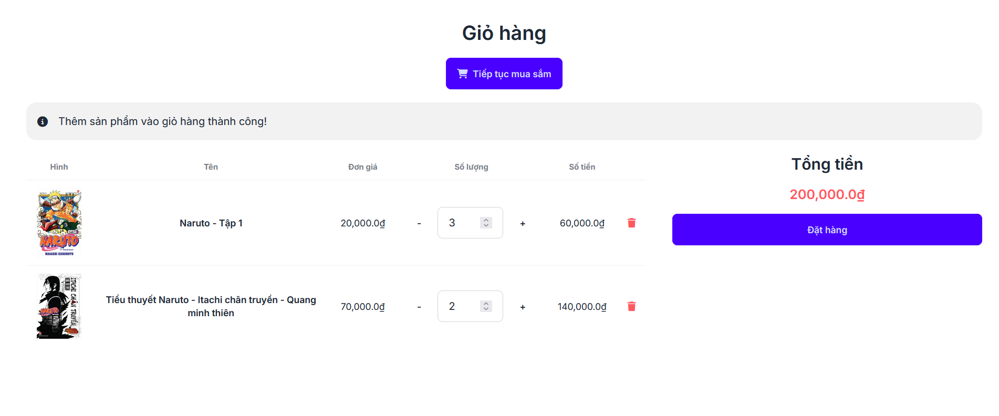 Giỏ hàng
Tiếp tục mua sắm
Thêm sản phẩm vào giỏ hàng thành công!
Hình Tên Đơn giá Số lượng Số tiền
NARUTO
MASASHI KISHIMOTO
Naruto - Tập 1 20,000.0₫ - 3 + 60,000.0₫
ITACHI CHÂN TRUYỀN
NARUTO
Tiểu thuyết Naruto - Itachi chân truyền - Quang
minh thiên
70,000.0₫ - 2 + 140,000.0₫
Tổng tiền
200,000.0₫
Đặt hàng